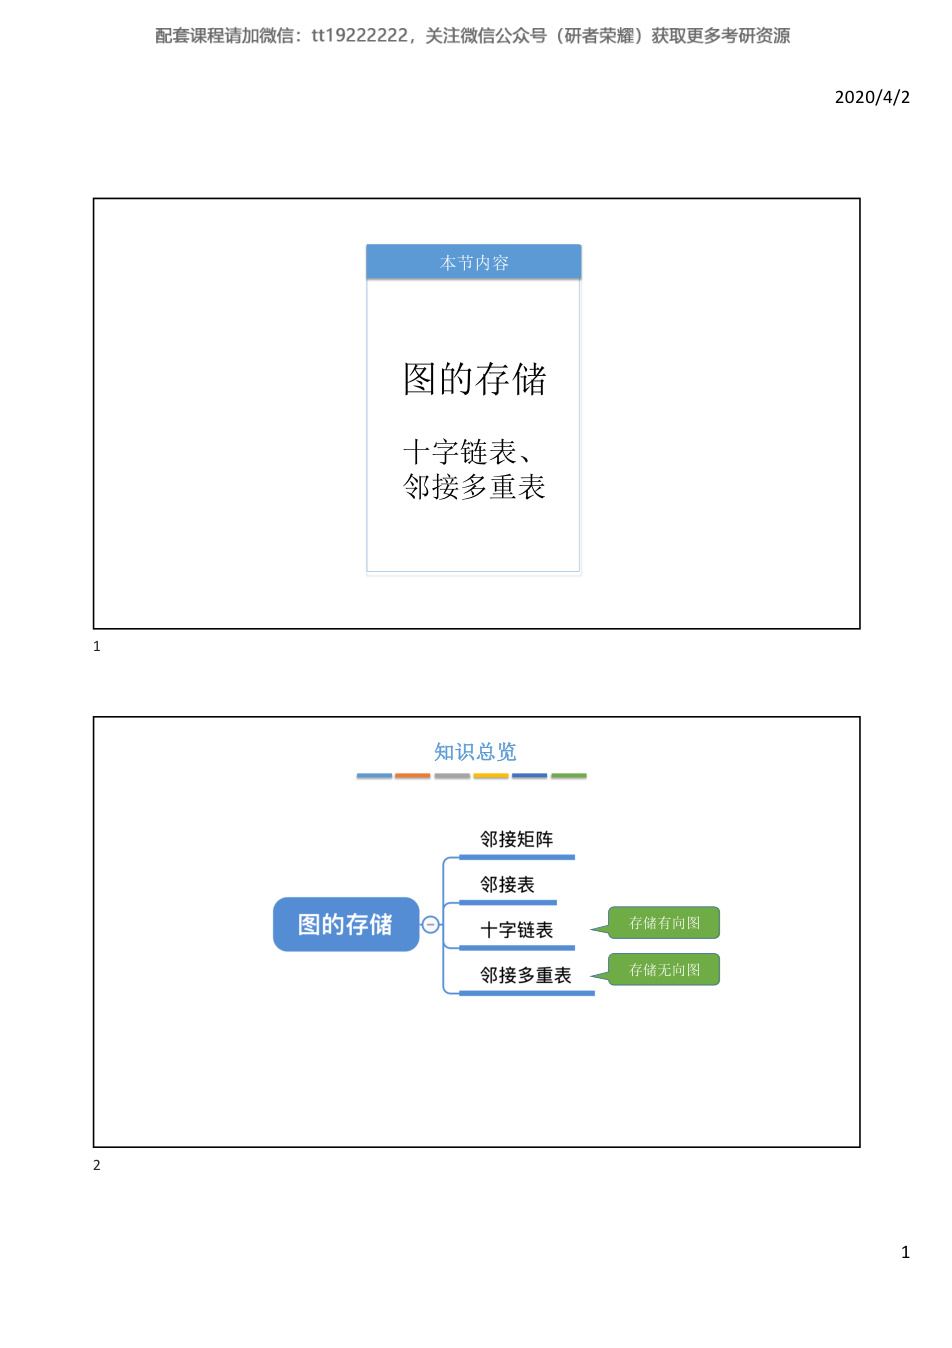 配套课程请加微信：tt19222222，关注微信公众号（研者荣耀）获取更多考研资源
2020/4/2
本节内容
图的存储
十字链表、
邻接多重表
1
知识总览
邻接矩阵
邻接表
图的存储
十字链表
存储有向图
邻接多重表
存储无向图
2
1